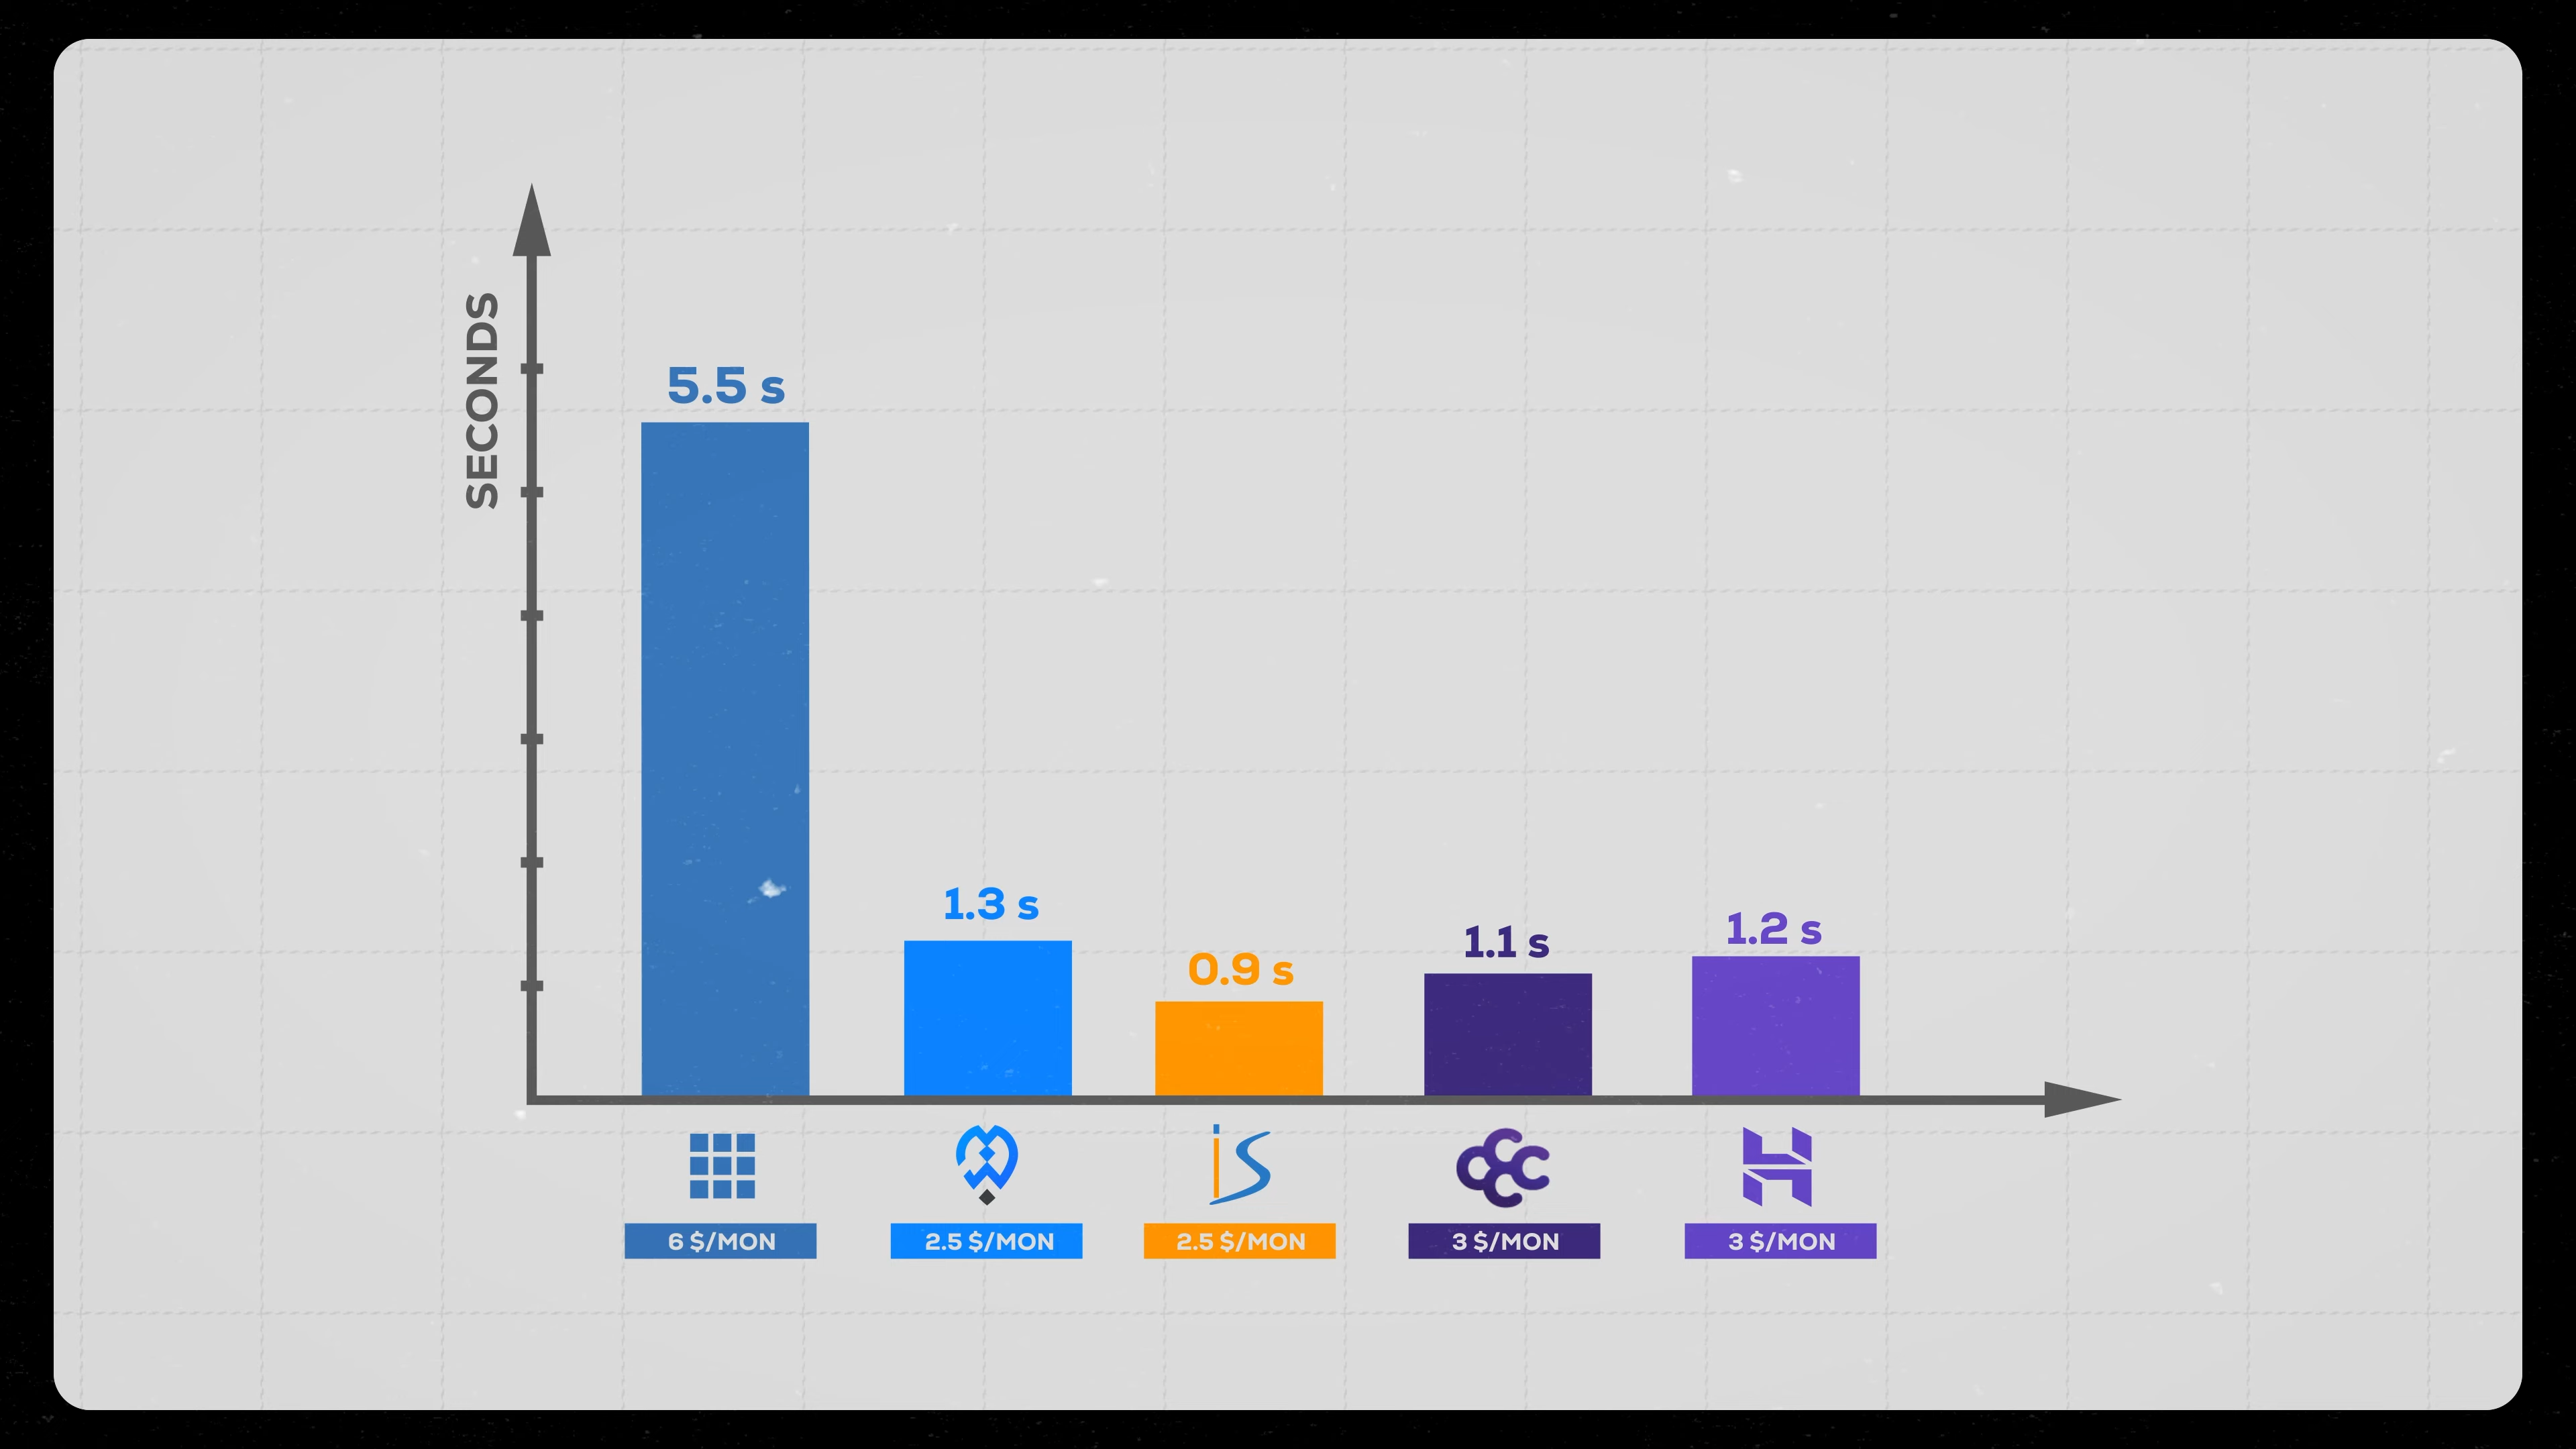 SECONDS
5.5 s
1.3 s
0.9 s
1.1 s
1.2 s
iS
6 $/MON
2.5 $/MON
2.5 $/MON
3 $/MON
3 $/MON